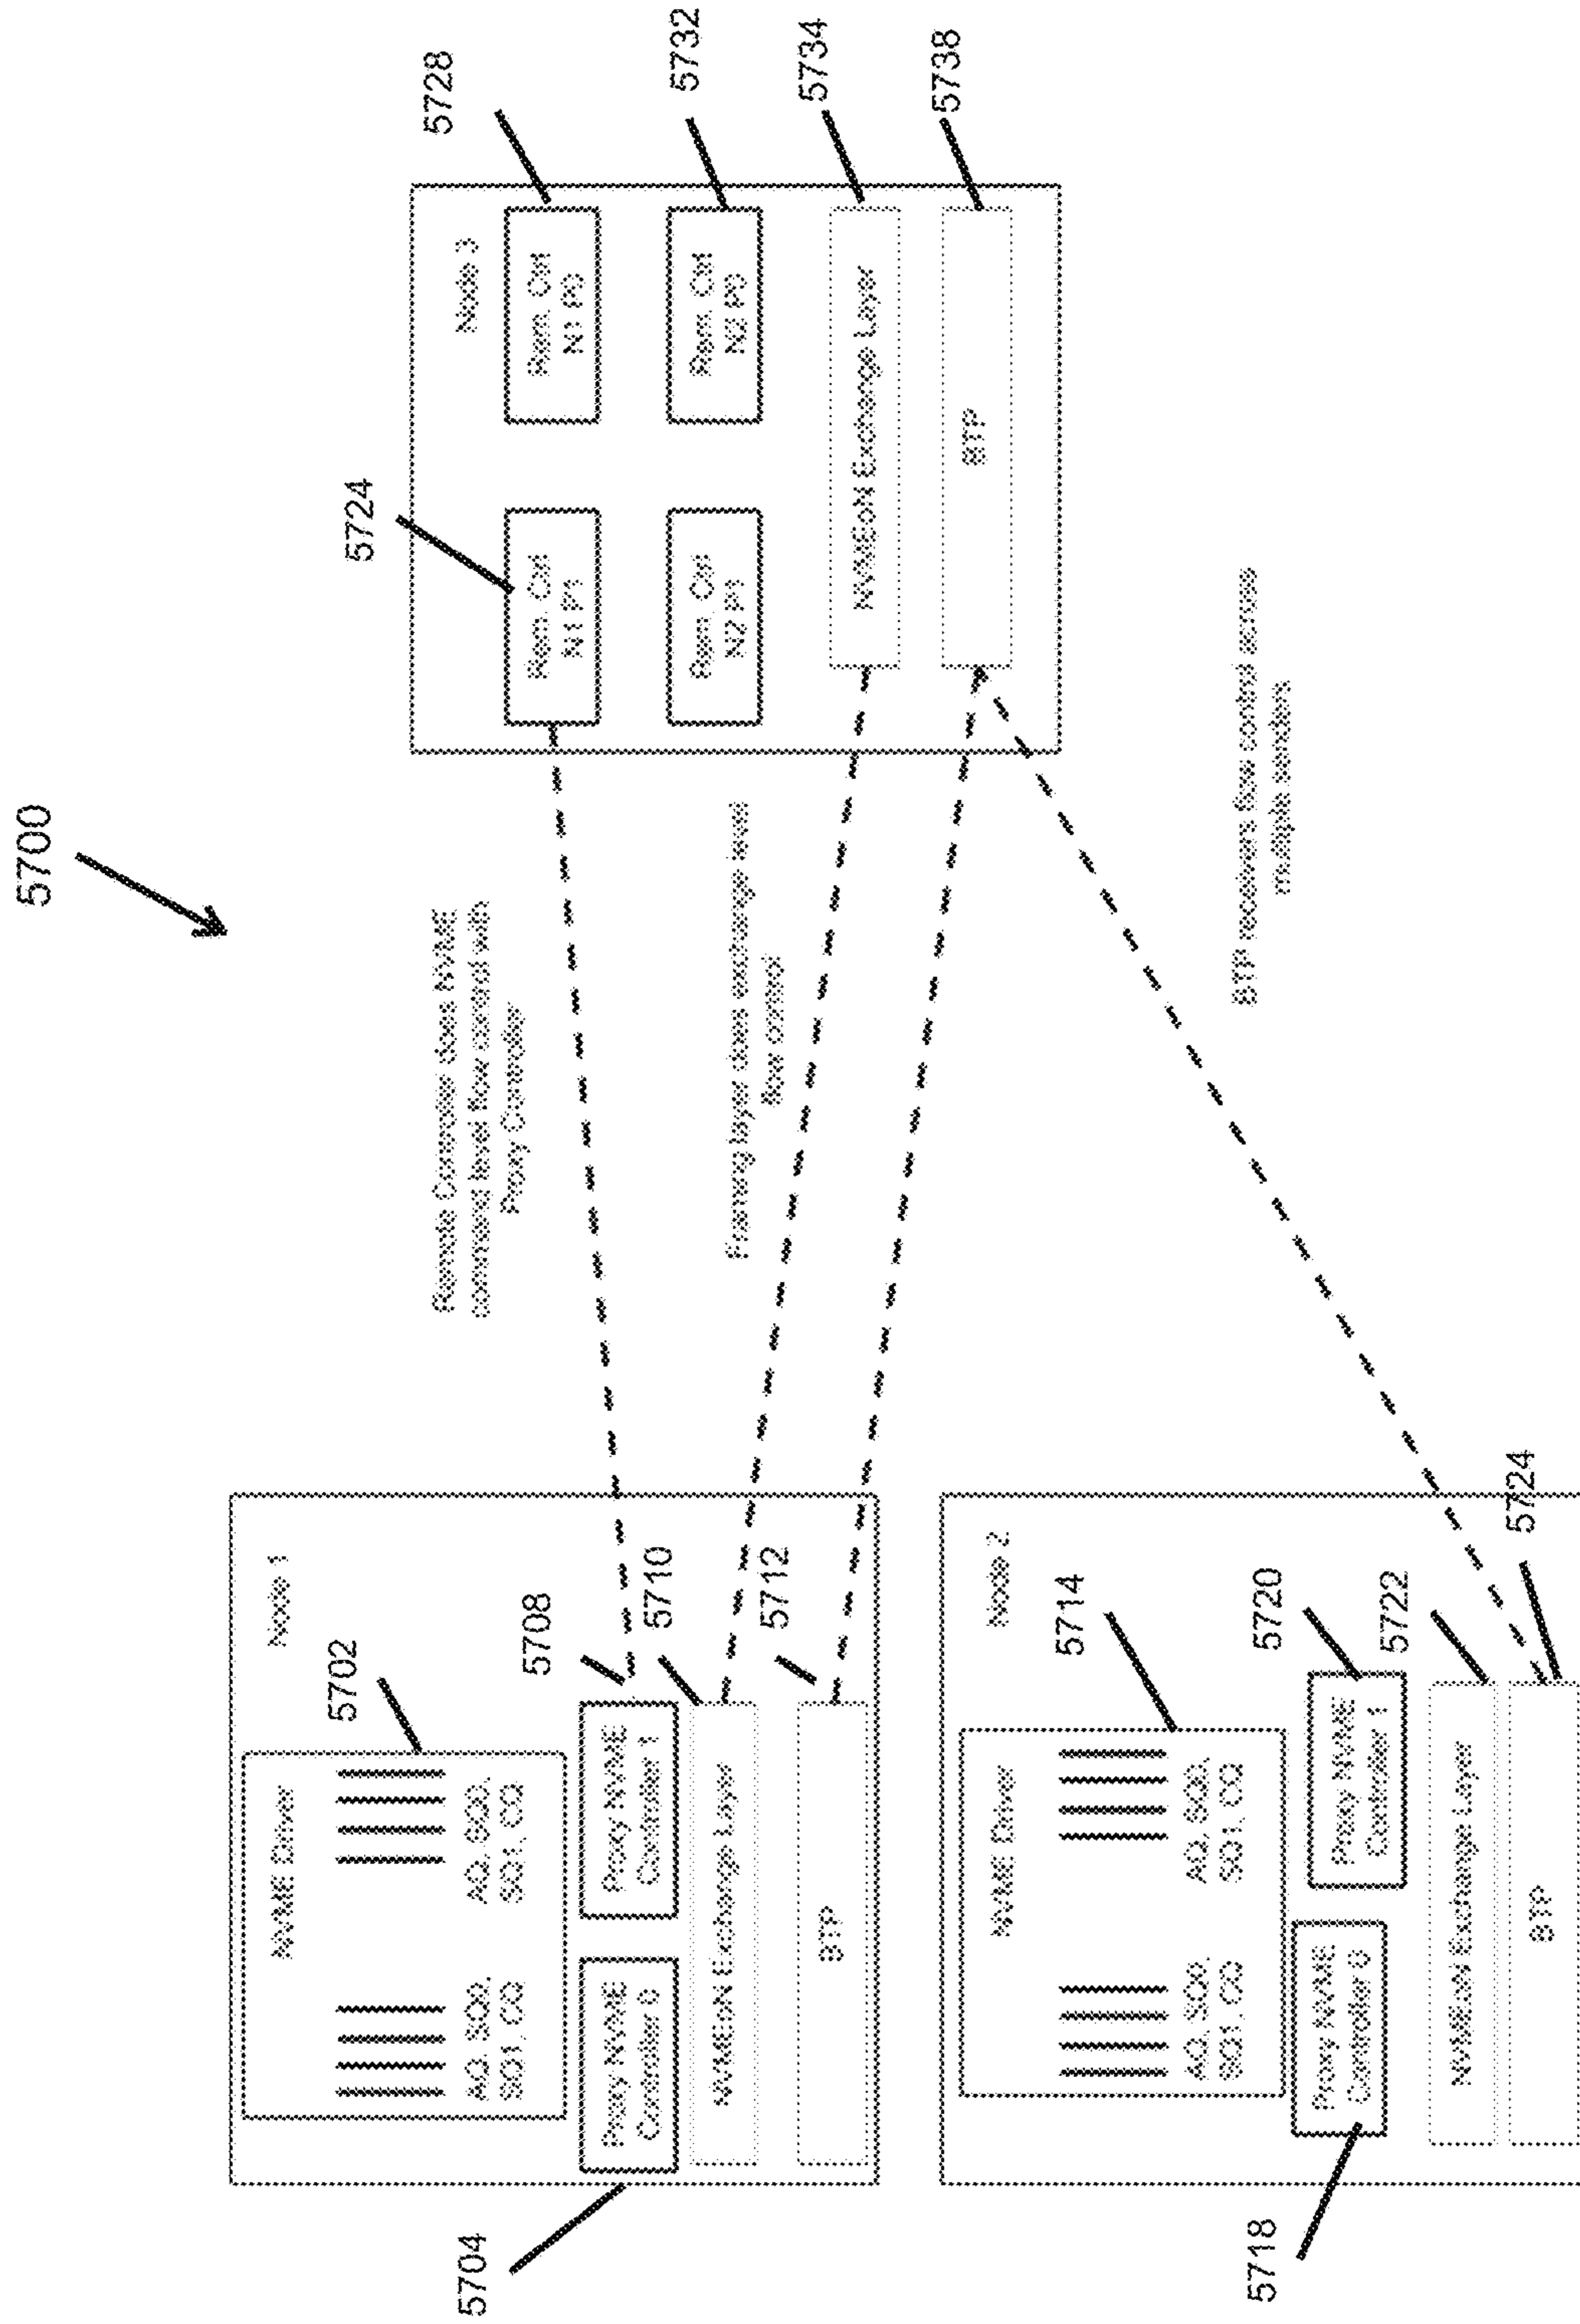 5700
Node 1
5702
NVME Driver
AQ, SQ0,
SQ1, CQ
AQ, SQ0,
SQ1, CQ
5704
Proxy NVME
Controller 0
Proxy NVME
Controller 1
5708
NVMEoN Exchange Layer
5710
BTP
5712
Node 2
5714
NVME Driver
AQ, SQ0,
SQ1, CQ
AQ, SQ0,
SQ1, CQ
5718
Proxy NVME
Controller 0
Proxy NVME
Controller 1
5720
NVMEoN Exchange Layer
5722
BTP
5724
Remote Controller does NVME
command level flow control with
Proxy Controller
Framing layer does exchange level
flow control
BTP receivers flow control across
multiple senders
Node 3
5724
Rem. Ctrl
N1 P1
Rem. Ctrl
N1 P0
5728
Rem. Ctrl
N2 P1
Rem. Ctrl
N2 P0
5732
NVMEoN Exchange Layer
5734
BTP
5738